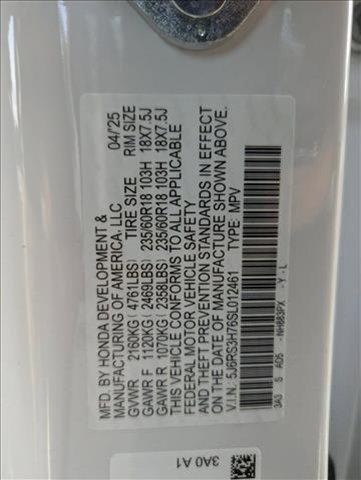 MFD. BY HONDA DEVELOPMENT &
MANUFACTURING OF AMERICA, LLC 04/25
GVWR 2160KG ( 4761LBS) TIRE SIZE RIM SIZE
GAWR F 1120KG ( 2469LBS) 235/60R18 103H 18X7.5J
GAWR R 1070KG ( 2358LBS) 235/60R18 103H 18X7.5J
THIS VEHICLE CONFORMS TO ALL APPLICABLE
FEDERAL MOTOR VEHICLE SAFETY
AND THEFT PREVENTION STANDARDS IN EFFECT
ON THE DATE OF MANUFACTURE SHOWN ABOVE.
V.I.N.: 5J6RS3H76SL012461 TYPE: MPV
3A0 S AD5 - NH883PX - Y - L
3A0 A1